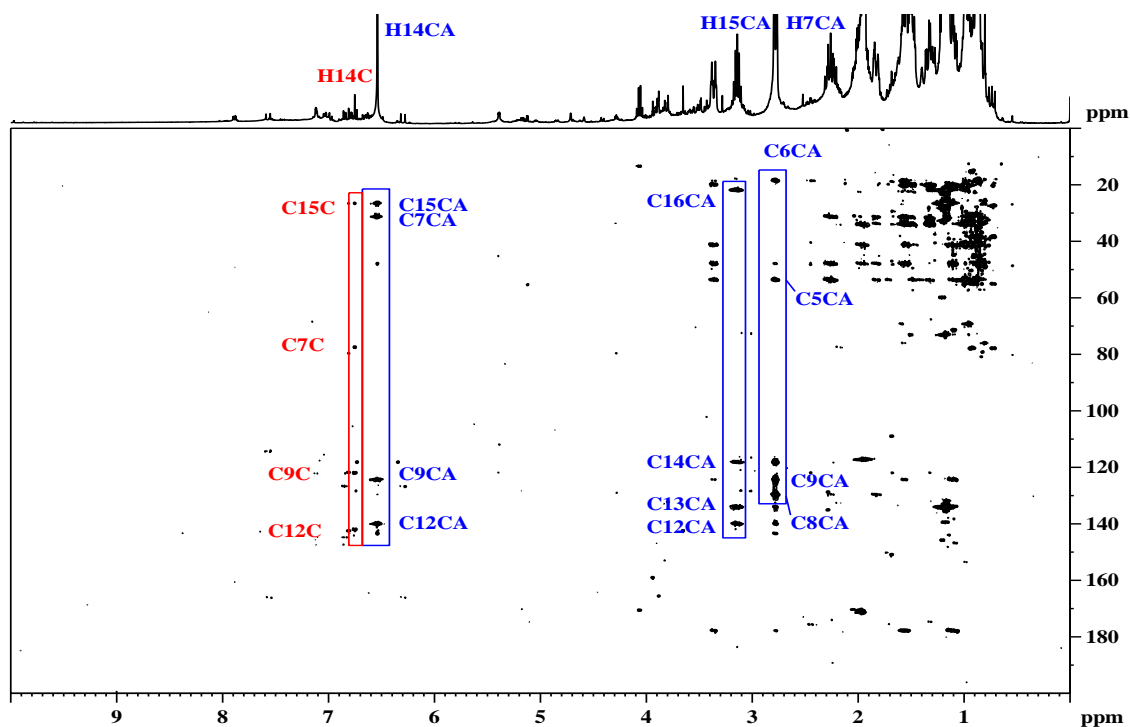 H14CA
H15CA H7CA
H14C
ppm
C6CA
C15C C15CA C16CA 20
C7CA
40
C5CA
60
C7C 80
100
C14CA
C9C C9CA C9CA 120
C13CA
C12C C12CA C12CA C8CA 140
160
180
9 8 7 6 5 4 3 2 1 ppm